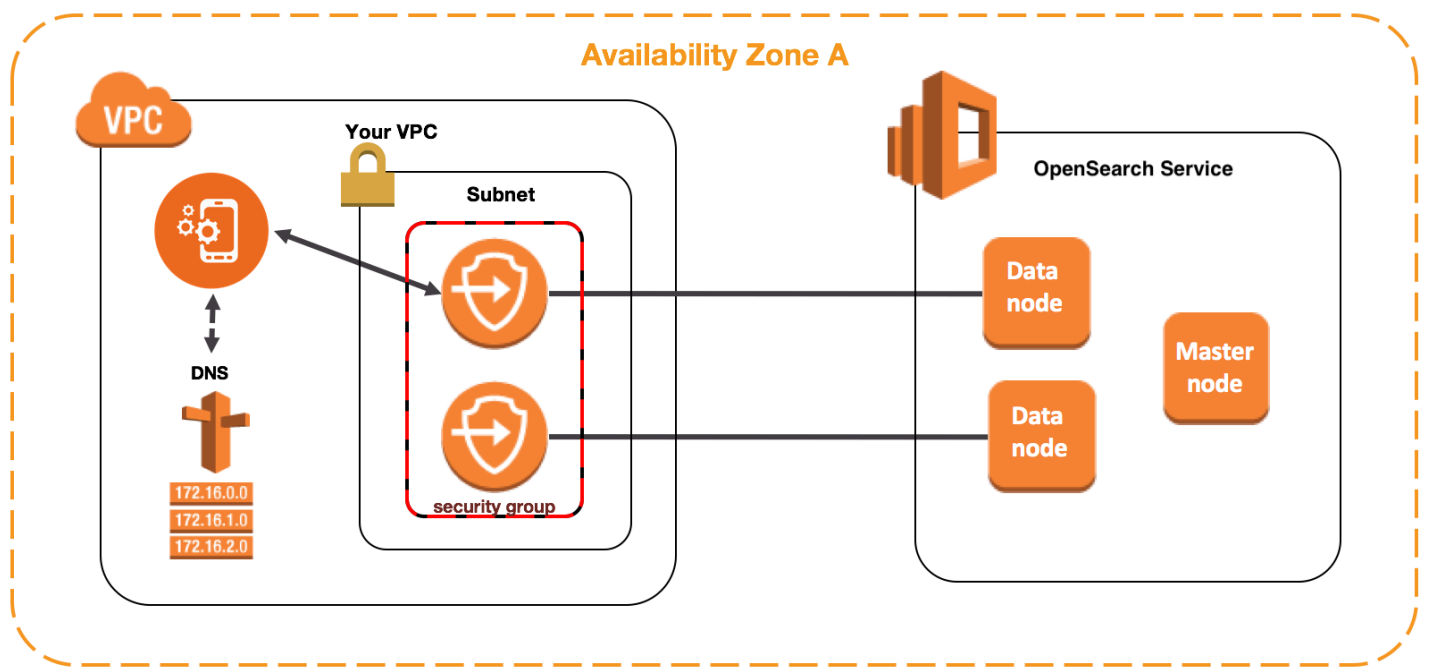 Availability Zone A
VPC
Your VPC
Subnet
security group
DNS
172.16.0.0
172.16.1.0
172.16.2.0
OpenSearch Service
Data
node
Data
node
Master
node